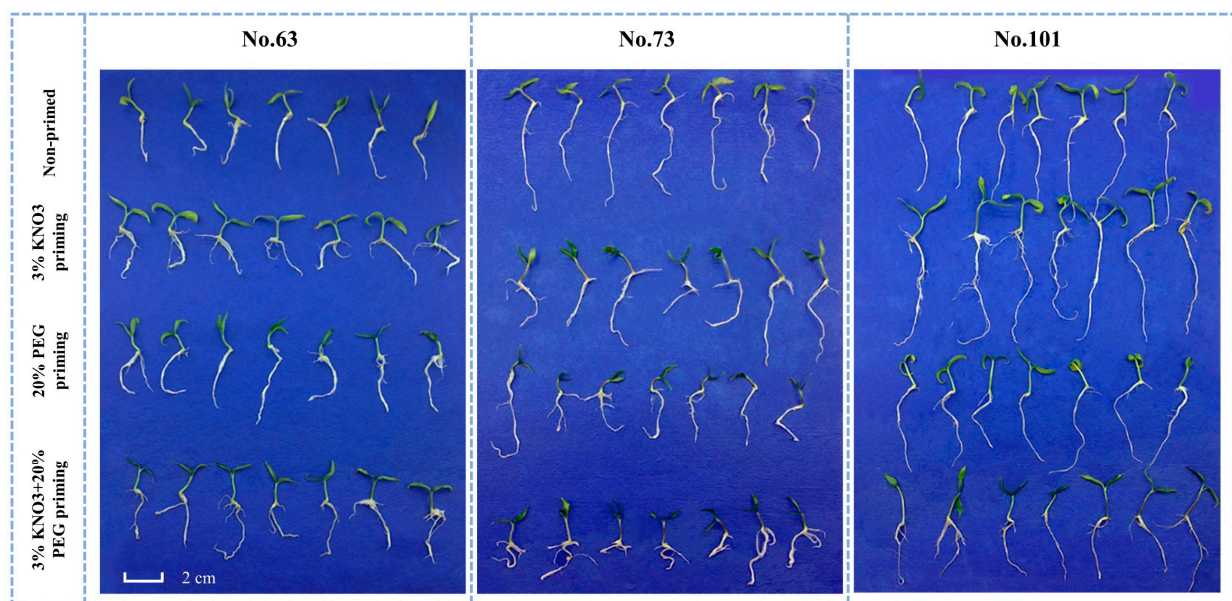 No.63
No.73
No.101
Non-primed
3% KNO3
priming
20% PEG
priming
3% KNO3+20%
PEG priming
2 cm